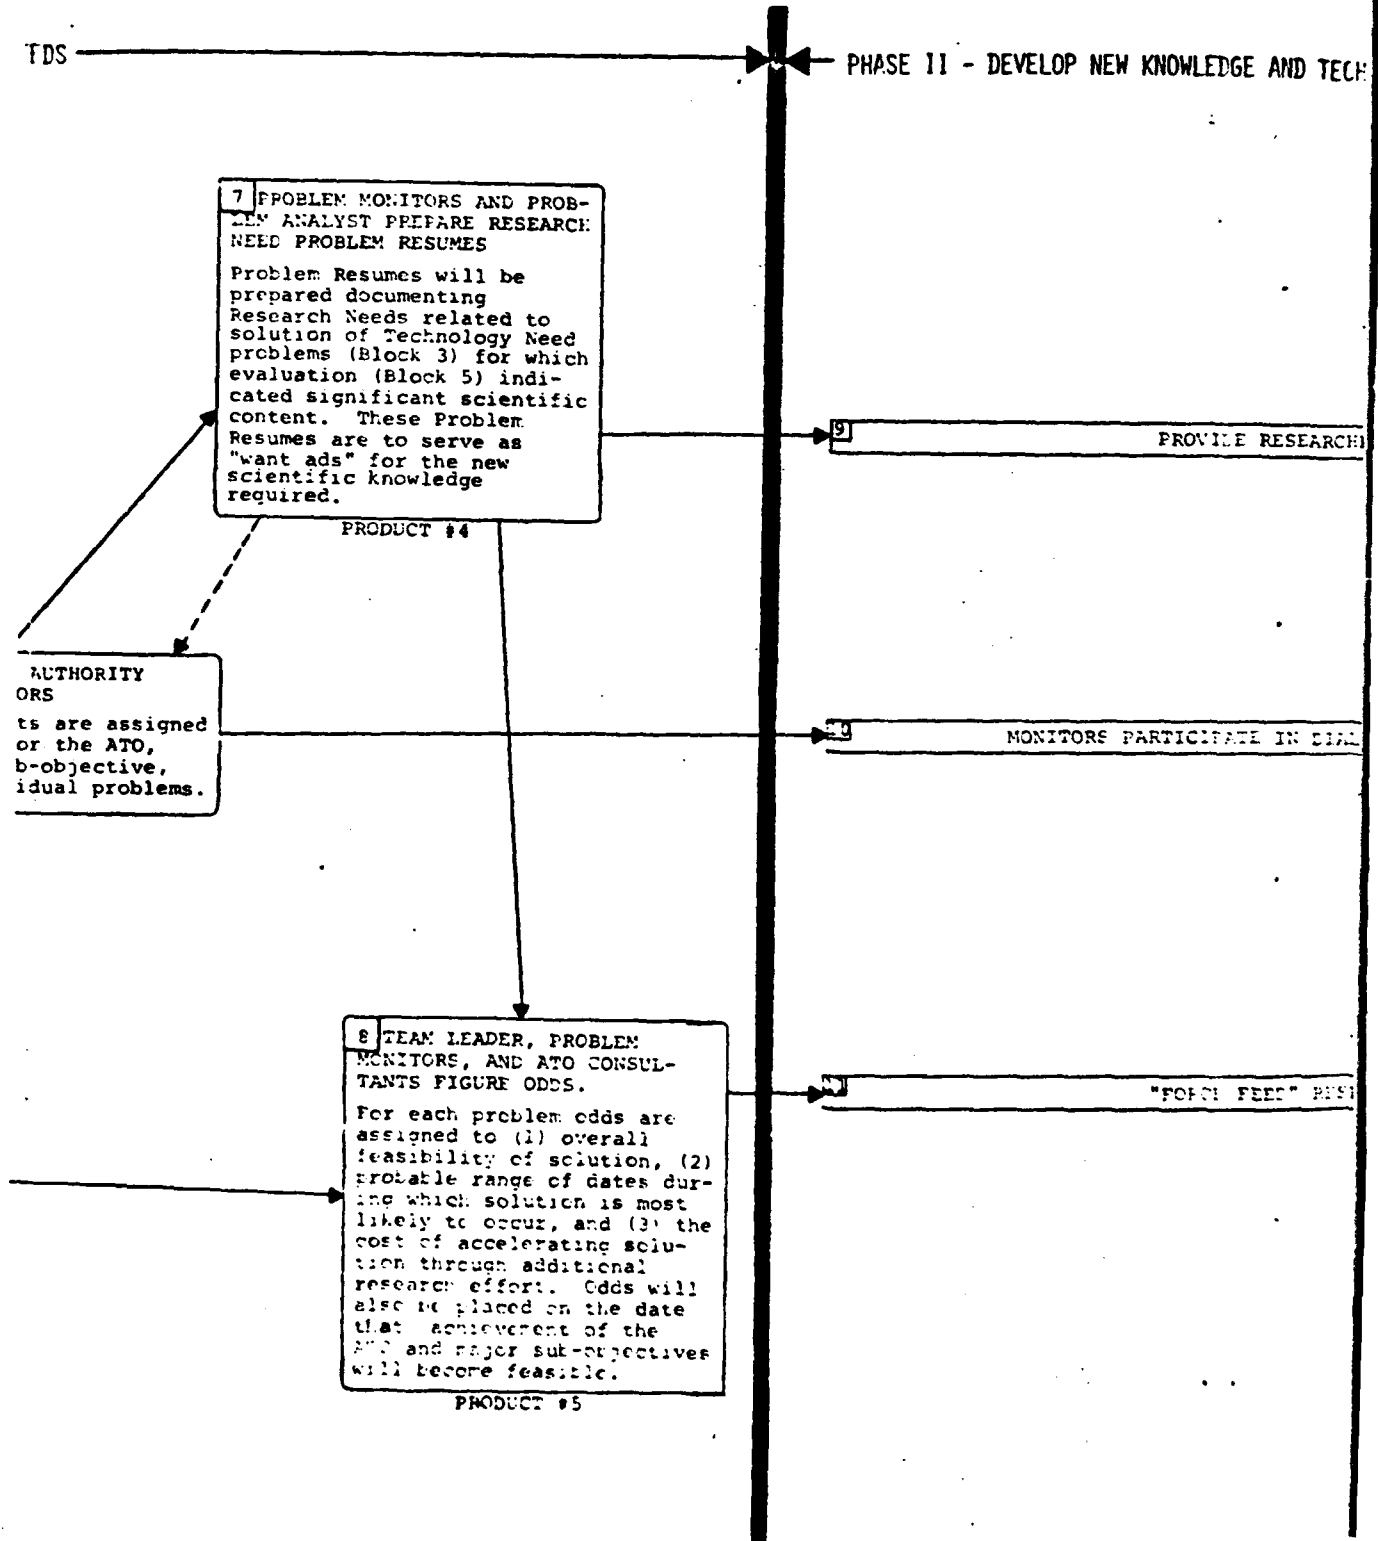 TDS
PHASE II - DEVELOP NEW KNOWLEDGE AND TECH
7 PROBLEM MONITORS AND PROB-
LEM ANALYST PREPARE RESEARCH
NEED PROBLEM RESUMES
Problem Resumes will be
prepared documenting
Research Needs related to
solution of Technology Need
problems (Block 3) for which
evaluation (Block 5) indi-
cated significant scientific
content. These Problem
Resumes are to serve as
"want ads" for the new
scientific knowledge
required.
PRODUCT #4
9 PROVIDE RESEARCH
AUTHORITY
ORS
ts are assigned
or the ATO,
b-objective,
idual problems.
MONITORS PARTICIPATE IN DIAL
8 TEAM LEADER, PROBLEM
MONITORS, AND ATO CONSUL-
TANTS FIGURE ODDS.
For each problem odds are
assigned to (1) overall
feasibility of solution, (2)
probable range of dates dur-
ing which solution is most
likely to occur, and (3) the
cost of accelerating solu-
tion through additional
research effort. Odds will
also be placed on the date
that achievement of the
ATO and major sub-objectives
will become feasible.
PRODUCT #5
"FORCE FEED" RES